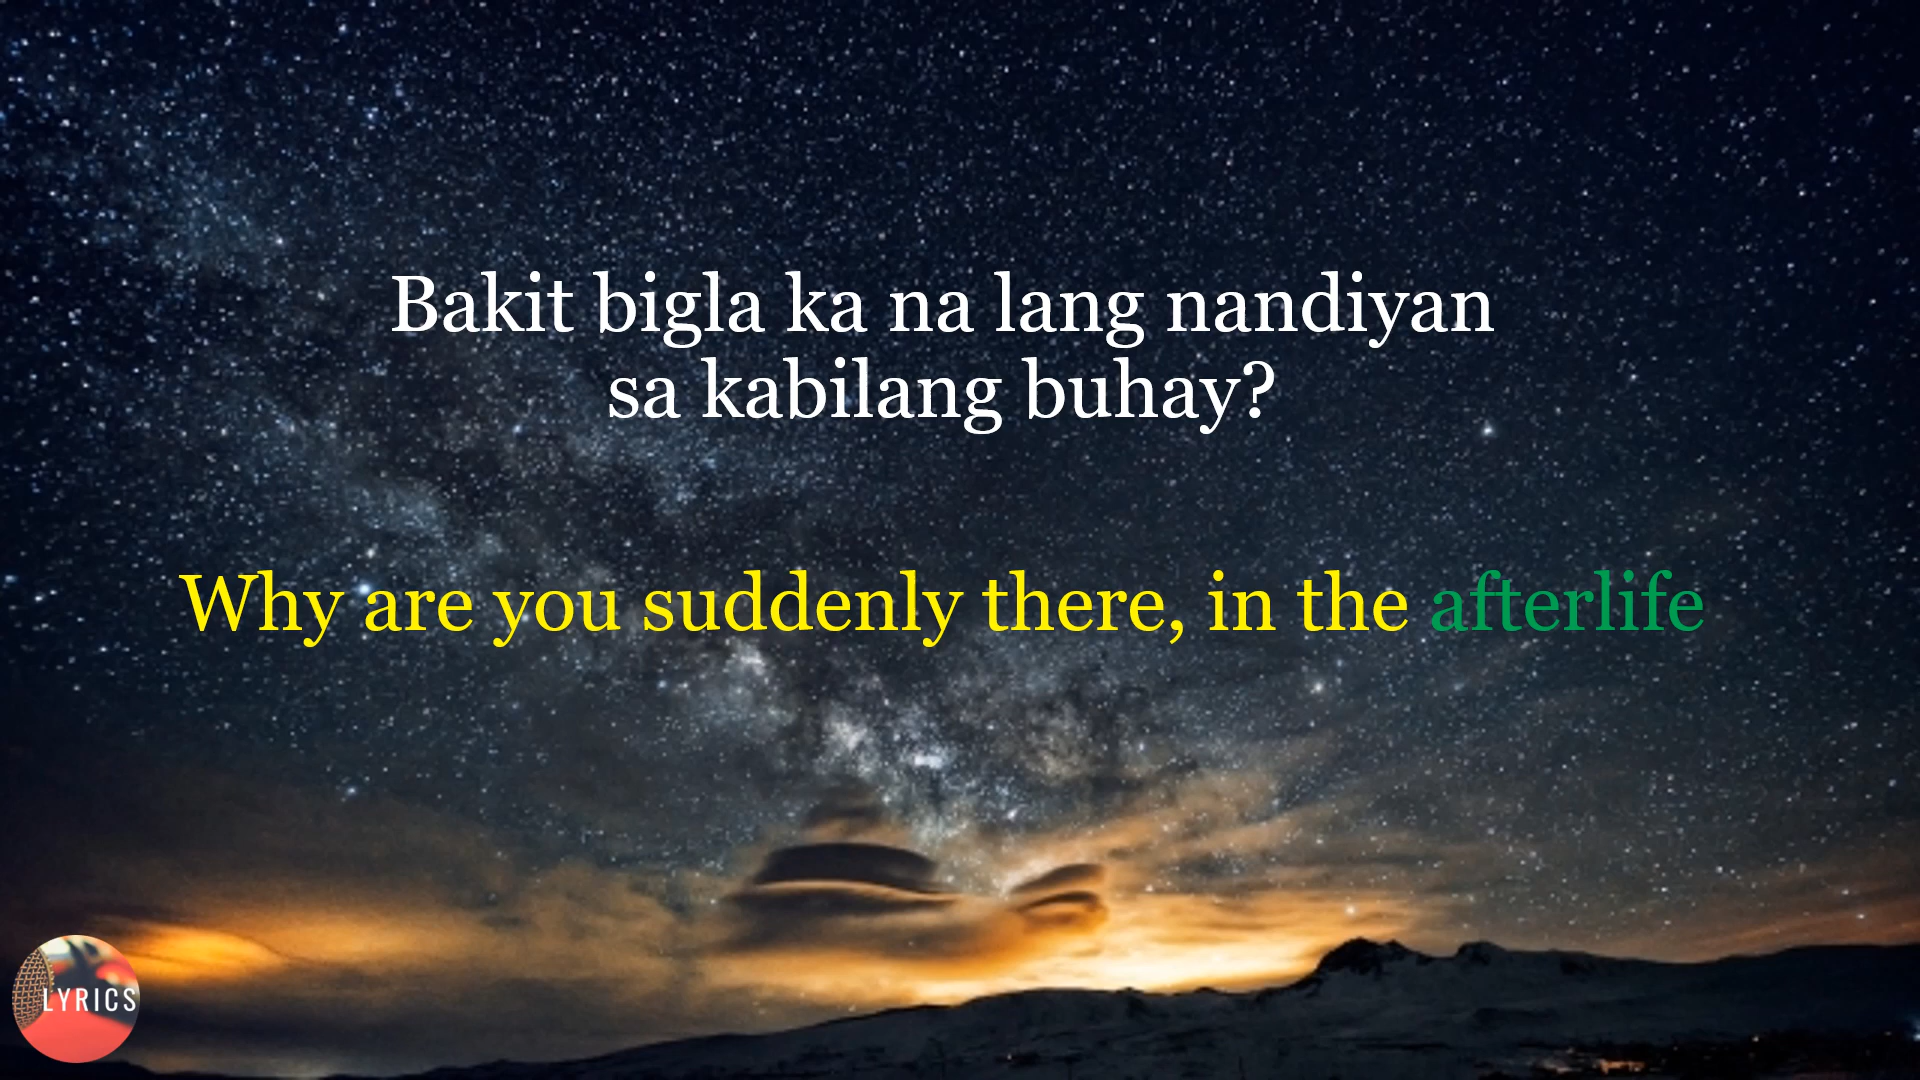 Bakit bigla ka na lang nandiyan
sa kabilang buhay?
Why are you suddenly there, in the afterlife
LYRICS